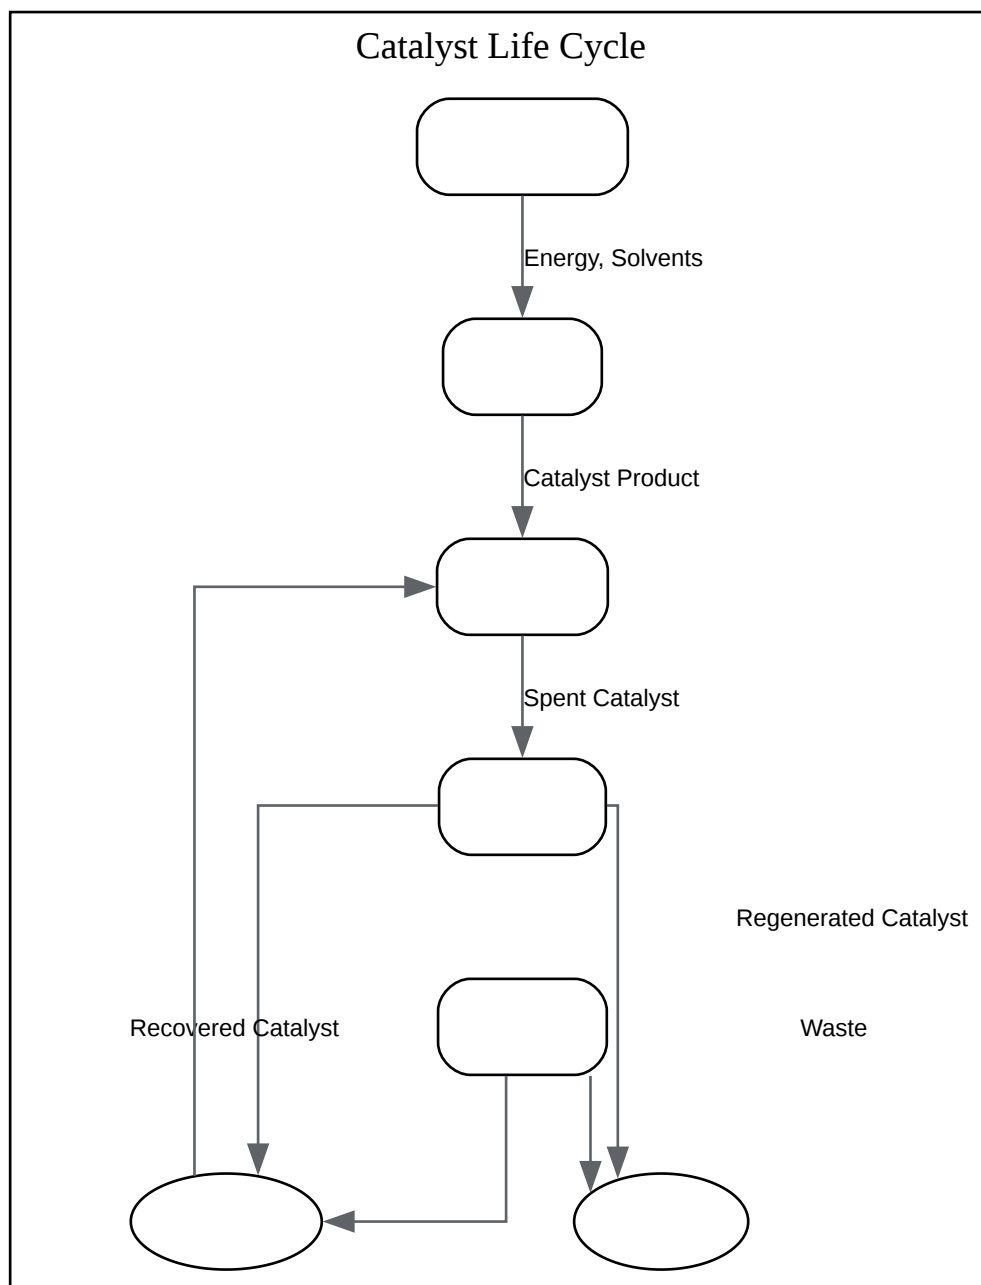 Catalyst Life Cycle
Energy, Solvents
Catalyst Product
Spent Catalyst
Regenerated Catalyst
Recovered Catalyst
Waste